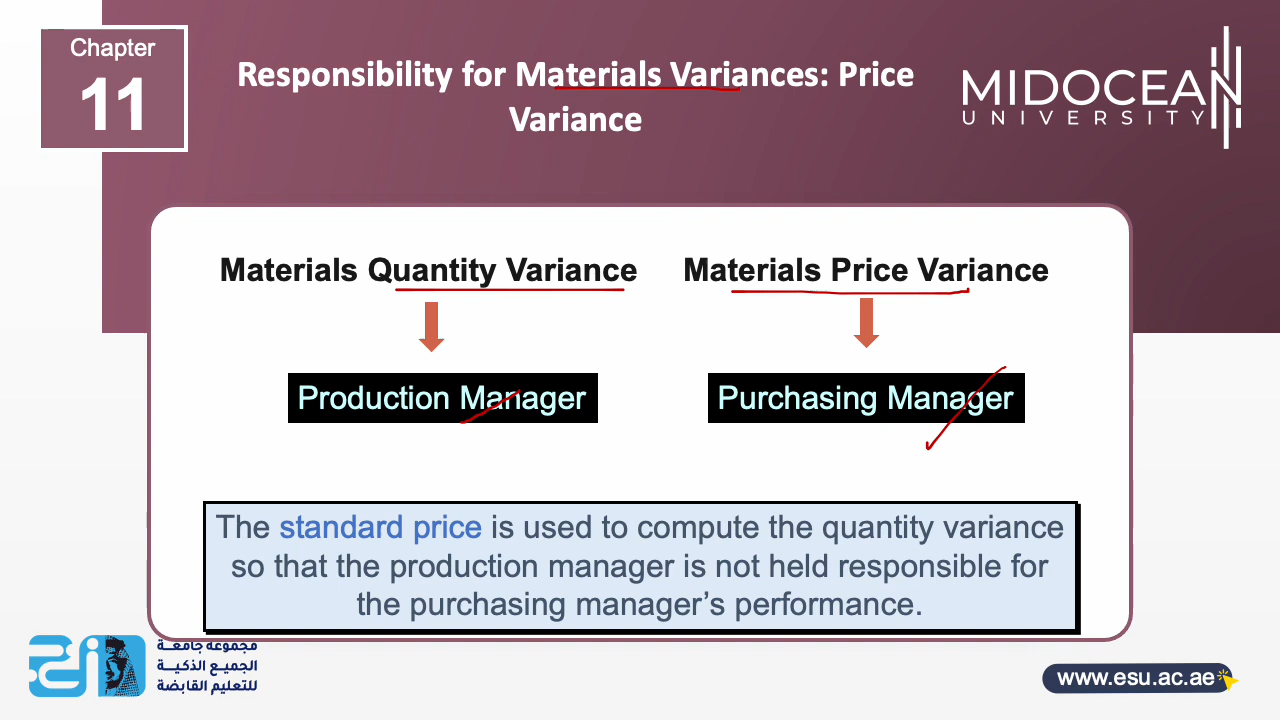 Chapter
11
Responsibility for Materials Variances: Price
Variance
MIDOCEAN
UNIVERSITY
Materials Quantity Variance
Materials Price Variance
Production Manager
Purchasing Manager
The standard price is used to compute the quantity variance
so that the production manager is not held responsible for
the purchasing manager’s performance.
مجموعة جامعة
الجميع الذكية
للتعليم القابضة
www.esu.ac.ae